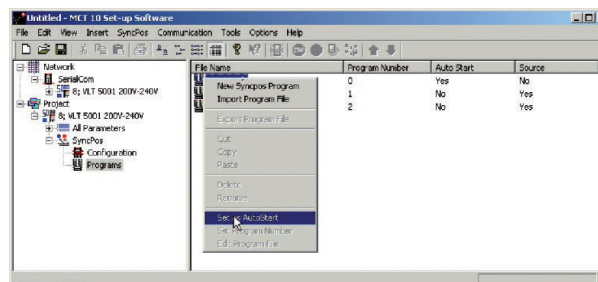 Untitled - MCT 10 Set-up Software
File Edit View Insert SyncPos Communication Tools Options Help
Network
SerialCom
8; VLT 5001 200V-240V
Project
8; VLT 5001 200V-240V
All Parameters
SyncPos
Configuration
Programs
File Name Program Number Auto Start Source
0 Yes No
1 No Yes
2 No Yes
New Syncpos Program
Import Program File
Export Program File
Cut
Copy
Paste
Delete
Rename
Set as AutoStart
Set Program Number
Edit Program File